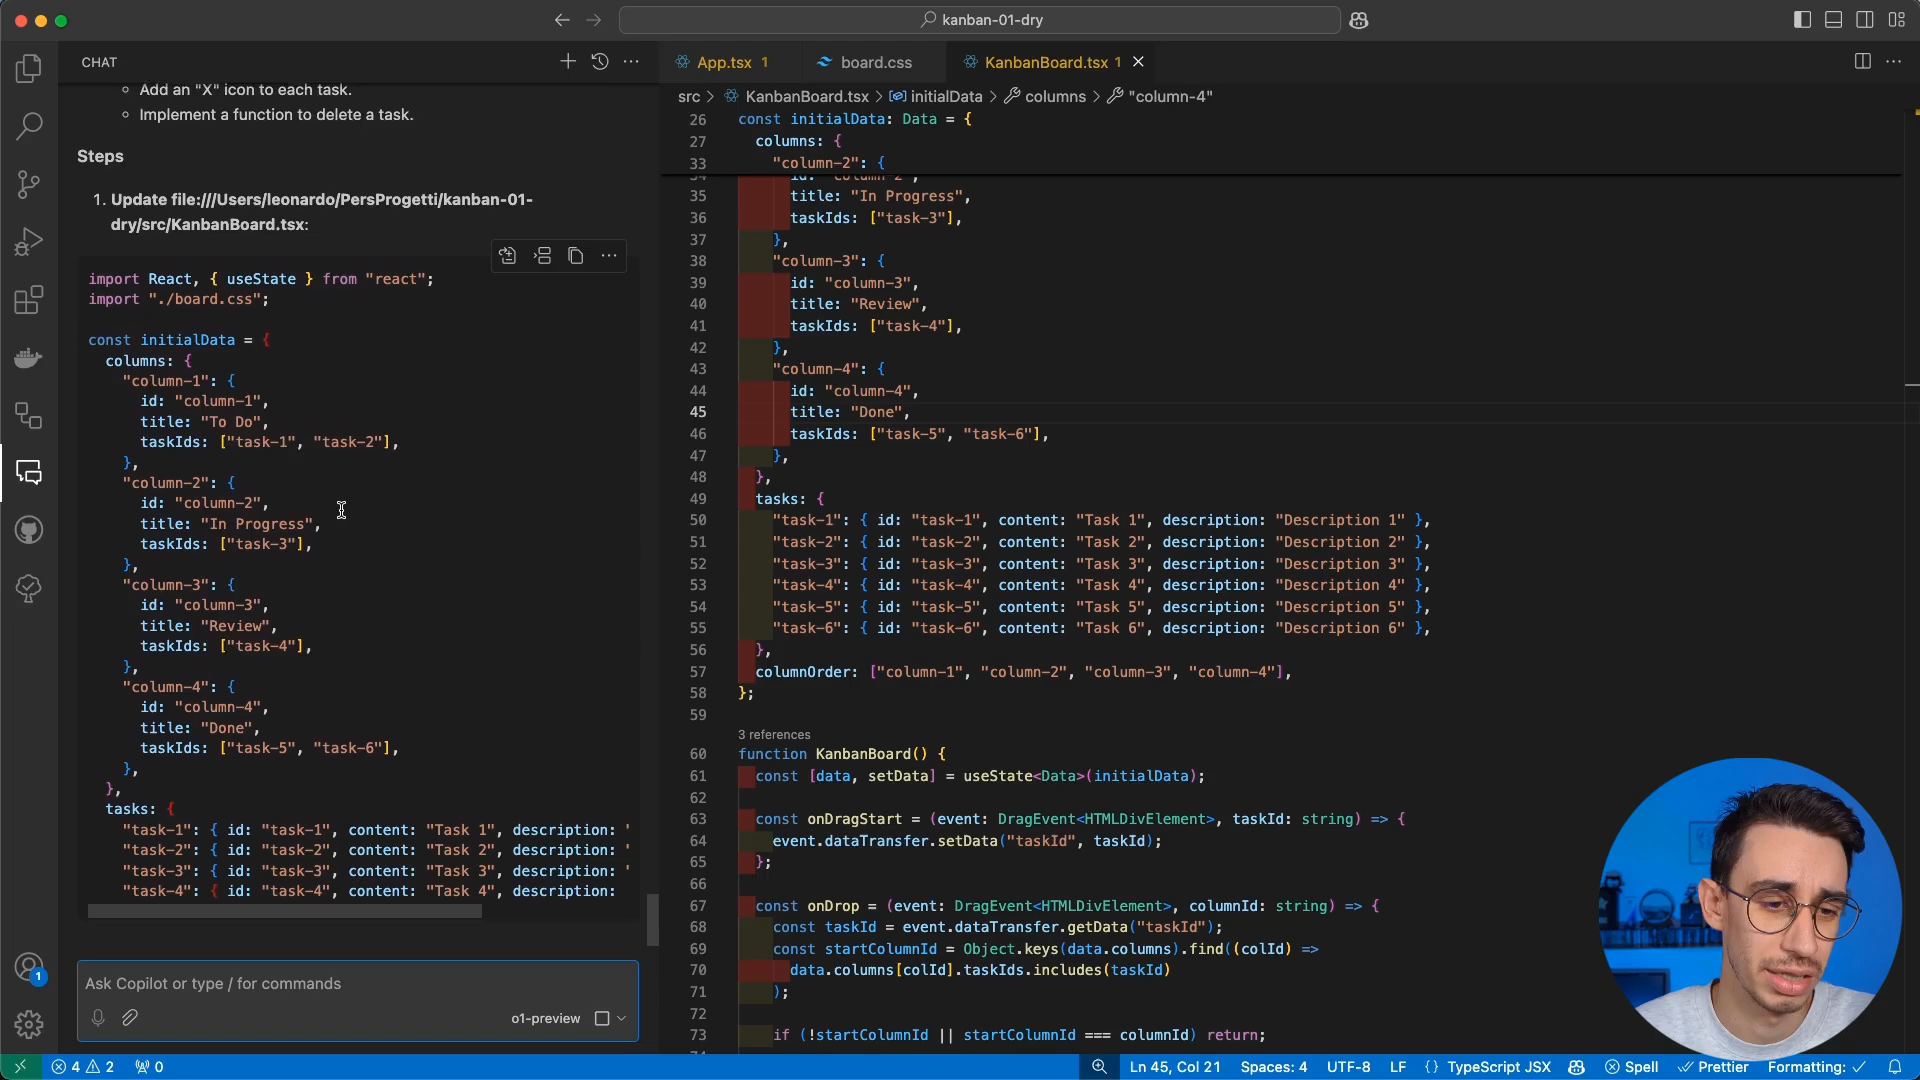 kanban-01-dry
CHAT
Add an "X" icon to each task.
Implement a function to delete a task.
Steps
1. Update file:///Users/leonardo/PersProgetti/kanban-01-
dry/src/KanbanBoard.tsx:
import React, { useState } from "react";
import "./board.css";
const initialData = {
columns: {
"column-1": {
id: "column-1",
title: "To Do",
taskIds: ["task-1", "task-2"],
},
"column-2": {
id: "column-2",
title: "In Progress",
taskIds: ["task-3"],
},
"column-3": {
id: "column-3",
title: "Review",
taskIds: ["task-4"],
},
"column-4": {
id: "column-4",
title: "Done",
taskIds: ["task-5", "task-6"],
},
},
tasks: {
"task-1": { id: "task-1", content: "Task 1", description: "
"task-2": { id: "task-2", content: "Task 2", description: "
"task-3": { id: "task-3", content: "Task 3", description: "
"task-4": { id: "task-4", content: "Task 4", description:
Ask Copilot or type / for commands
o1-preview
App.tsx 1
board.css
KanbanBoard.tsx 1
src > KanbanBoard.tsx > initialData > columns > "column-4"
26 const initialData: Data = {
27 columns: {
33 "column-2": {
35 title: "In Progress",
36 taskIds: ["task-3"],
37 },
38 "column-3": {
39 id: "column-3",
40 title: "Review",
41 taskIds: ["task-4"],
42 },
43 "column-4": {
44 id: "column-4",
45 title: "Done",
46 taskIds: ["task-5", "task-6"],
47 },
48 },
49 tasks: {
50 "task-1": { id: "task-1", content: "Task 1", description: "Description 1" },
51 "task-2": { id: "task-2", content: "Task 2", description: "Description 2" },
52 "task-3": { id: "task-3", content: "Task 3", description: "Description 3" },
53 "task-4": { id: "task-4", content: "Task 4", description: "Description 4" },
54 "task-5": { id: "task-5", content: "Task 5", description: "Description 5" },
55 "task-6": { id: "task-6", content: "Task 6", description: "Description 6" },
56 },
57 columnOrder: ["column-1", "column-2", "column-3", "column-4"],
58 };
59
3 references
60 function KanbanBoard() {
61 const [data, setData] = useState<Data>(initialData);
62
63 const onDragStart = (event: DragEvent<HTMLDivElement>, taskId: string) => {
64 event.dataTransfer.setData("taskId", taskId);
65 };
66
67 const onDrop = (event: DragEvent<HTMLDivElement>, columnId: string) => {
68 const taskId = event.dataTransfer.getData("taskId");
69 const startColumnId = Object.keys(data.columns).find((colId) =>
70 data.columns[colId].taskIds.includes(taskId)
71 );
72
73 if (!startColumnId || startColumnId === columnId) return;
1
4 2 0
Ln 45, Col 21 Spaces: 4 UTF-8 LF {} TypeScript JSX Spell Prettier Formatting: ✓